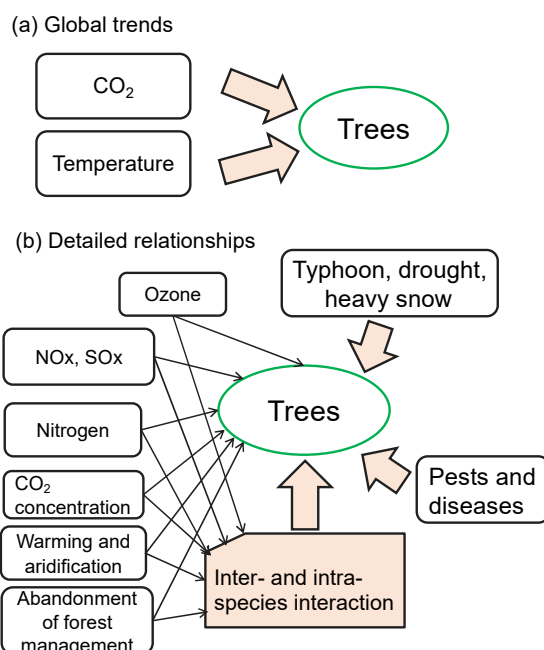 (a) Global trends
CO₂
Temperature
Trees
(b) Detailed relationships
Ozone
Typhoon, drought,
heavy snow
NOx, SOx
Trees
Nitrogen
CO₂
concentration
Pests and
diseases
Warming and
aridification
Inter- and intra-
species interaction
Abandonment
of forest
management